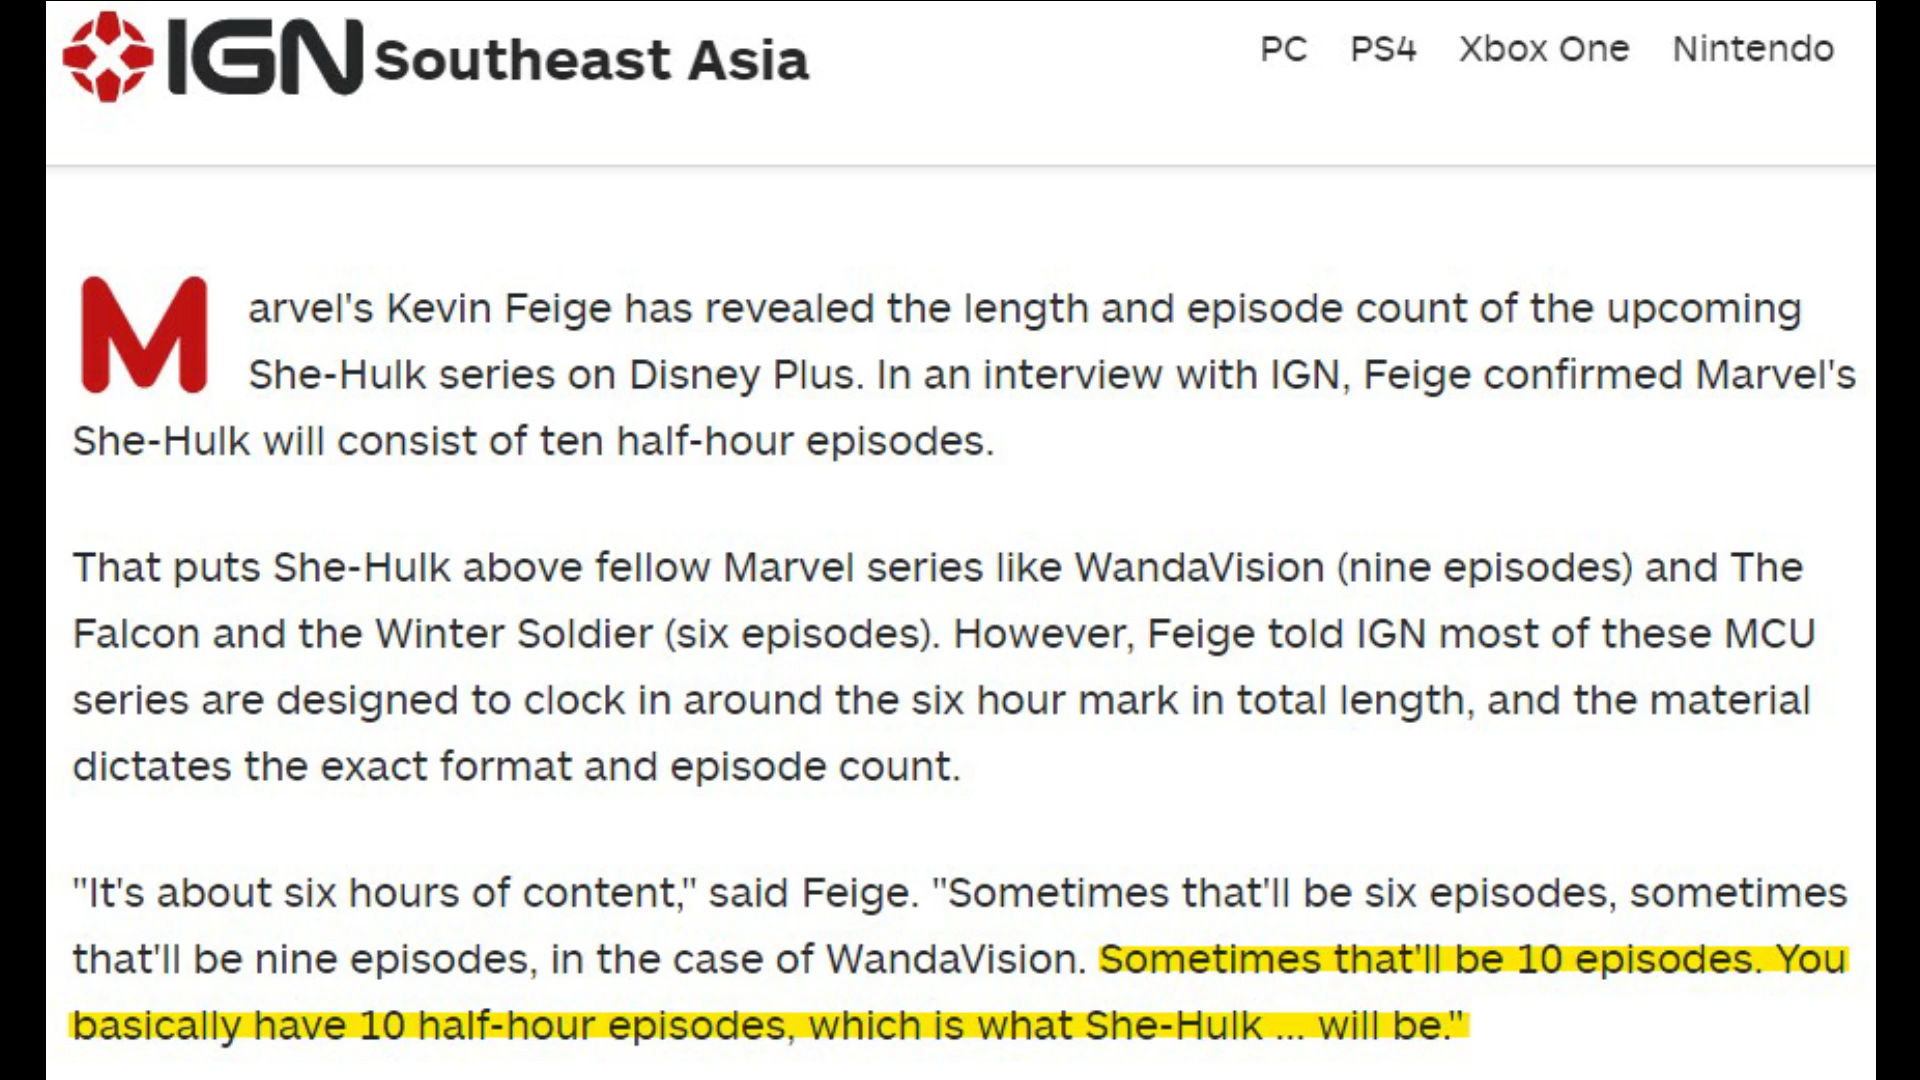 IGN Southeast Asia
PC PS4 Xbox One Nintendo
Marvel's Kevin Feige has revealed the length and episode count of the upcoming
She-Hulk series on Disney Plus. In an interview with IGN, Feige confirmed Marvel's
She-Hulk will consist of ten half-hour episodes.
That puts She-Hulk above fellow Marvel series like WandaVision (nine episodes) and The
Falcon and the Winter Soldier (six episodes). However, Feige told IGN most of these MCU
series are designed to clock in around the six hour mark in total length, and the material
dictates the exact format and episode count.
"It's about six hours of content," said Feige. "Sometimes that'll be six episodes, sometimes
that'll be nine episodes, in the case of WandaVision. Sometimes that'll be 10 episodes. You
basically have 10 half-hour episodes, which is what She-Hulk ... will be."